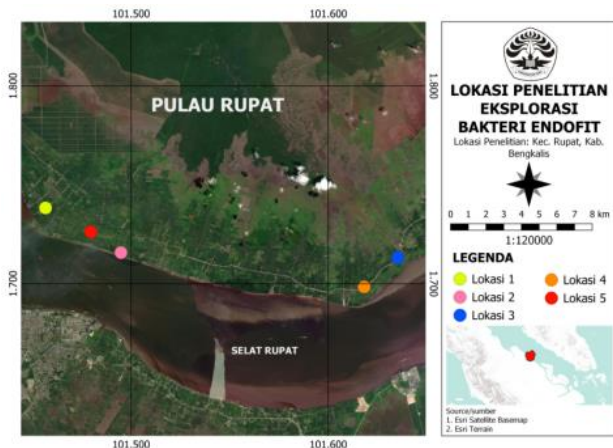 101.500 101.600
1.800
1.800
PULAU RUPAT
1.700
1.700
SELAT RUPAT
101.500 101.600
LOKASI PENELITIAN
EKSPLORASI
BAKTERI ENDOFIT
Lokasi Penelitian: Kec. Rupat, Kab.
Bengkalis
0 1 2 3 4 5 6 7 8 km
1:120000
LEGENDA
Lokasi 1 Lokasi 4
Lokasi 2 Lokasi 5
Lokasi 3
Source/sumber
1. Esri Satellite Basemap
2. Esri Terrain